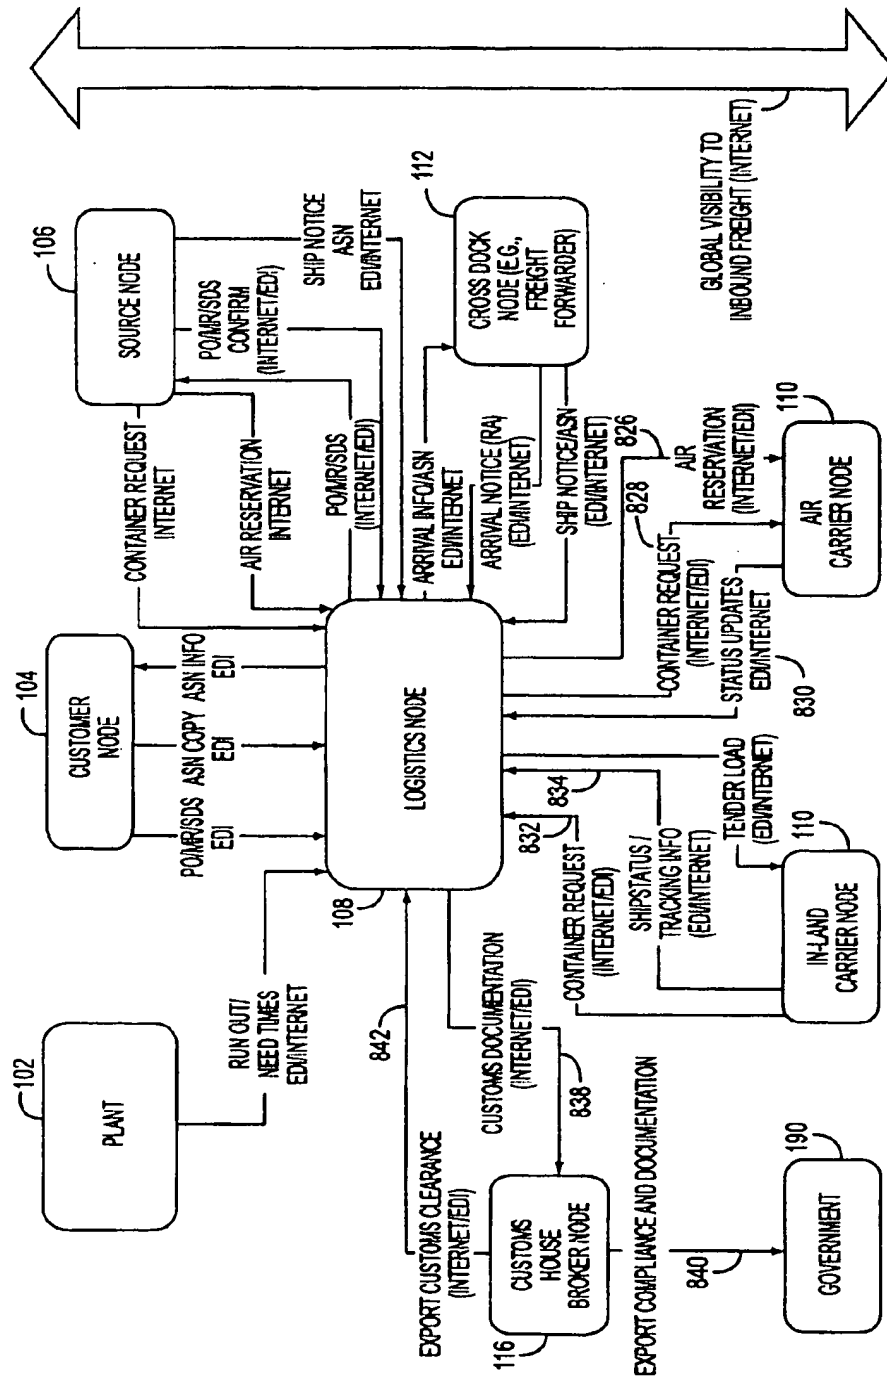 102
PLANT
RUN OUT/
NEED TIMES
EDI/INTERNET
104
CUSTOMER
NODE
PO/MR/SDS
EDI
ASN COPY
EDI
ASN INFO
EDI
106
SOURCE NODE
CONTAINER REQUEST
INTERNET
AIR RESERVATION
INTERNET
PO/MR/SDS
(INTERNET/EDI)
PO/MR/SDS
CONFIRM
(INTERNET/EDI)
SHIP NOTICE
ASN
EDI/INTERNET
108
LOGISTICS NODE
ARRIVAL INFO/ASN
EDI/INTERNET
ARRIVAL NOTICE (RA)
(EDI/INTERNET)
SHIP NOTICE/ASN
(EDI/INTERNET)
112
CROSS DOCK
NODE (E.G.,
FREIGHT
FORWARDER)
842
EXPORT CUSTOMS CLEARANCE
(INTERNET/EDI)
CUSTOMS DOCUMENTATION
(INTERNET/EDI)
838
116
CUSTOMS
HOUSE
BROKER NODE
EXPORT COMPLIANCE AND DOCUMENTATION
840
190
GOVERNMENT
832
CONTAINER REQUEST
(INTERNET/EDI)
834
SHIPSTATUS /
TRACKING INFO
(EDI/INTERNET)
TENDER LOAD
(EDI/INTERNET)
110
IN-LAND
CARRIER NODE
830
STATUS UPDATES
EDI/INTERNET
828
CONTAINER REQUEST
(INTERNET/EDI)
826
AIR
RESERVATION
(INTERNET/EDI)
110
AIR
CARRIER NODE
GLOBAL VISIBILITY TO
INBOUND FREIGHT (INTERNET)